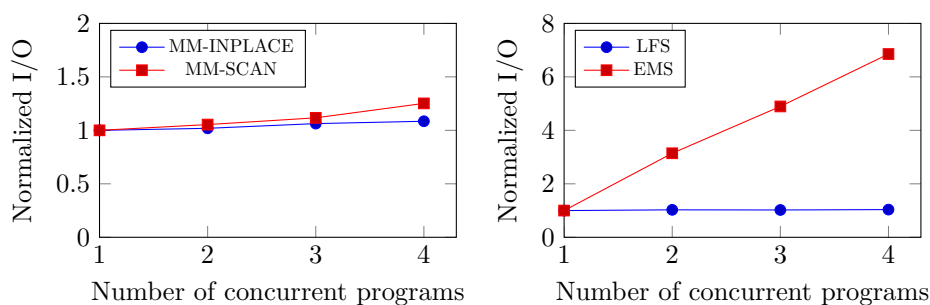 Normalized I/O
2
1.5
1
0.5
0
MM-INPLACE
MM-SCAN
1 2 3 4
Number of concurrent programs
Normalized I/O
8
6
4
2
0
LFS
EMS
1 2 3 4
Number of concurrent programs